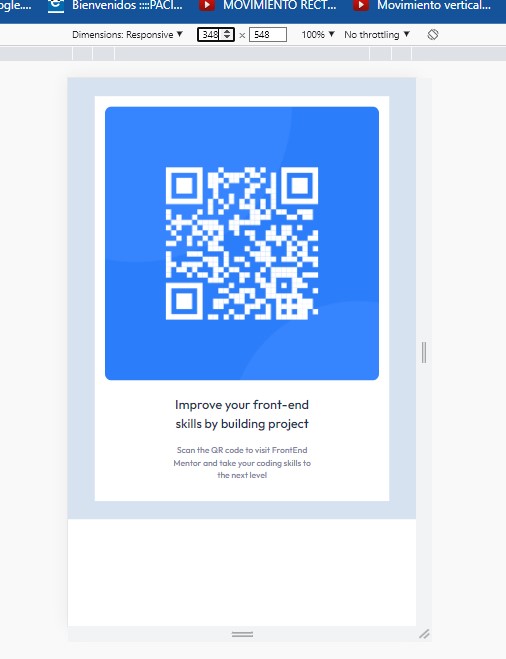 ogle.... Bienvenidos ::::PACI... MOVIMIENTO RECT... Movimiento vertical...
Dimensions: Responsive ▼ 348 × 548 100% ▼ No throttling ▼
Improve your front-end
skills by building project
Scan the QR code to visit FrontEnd
Mentor and take your coding skills to
the next level